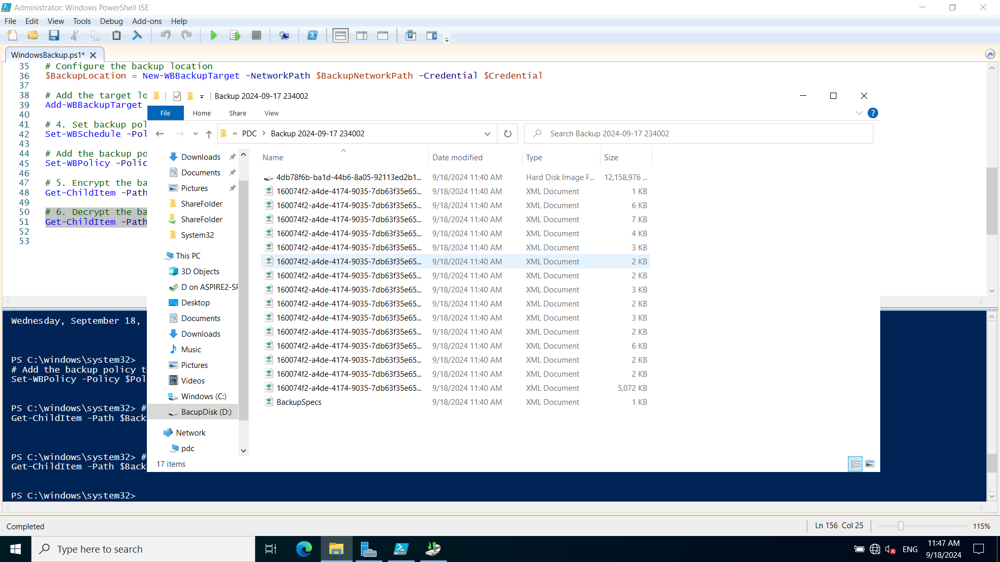 Administrator: Windows PowerShell ISE
File Edit View Tools Debug Add-ons Help
WindowsBackup.ps1*
35 # Configure the backup location
36 $BackupLocation = New-WBBackupTarget -NetworkPath $BackupNetworkPath -Credential $Credential
37
38 # Add the target lo
39 Add-WBBackupTarget
40
41 # 4. Set backup pol
42 Set-WBSchedule -Pol
43
44 # Add the backup po
45 Set-WBPolicy -Polic
46
47 # 5. Encrypt the ba
48 Get-ChildItem -Path
49
50 # 6. Decrypt the ba
51 Get-ChildItem -Path
52
53
Backup 2024-09-17 234002
File Home Share View
« PDC > Backup 2024-09-17 234002
Search Backup 2024-09-17 234002
Downloads
Documents
Pictures
ShareFolder
ShareFolder
System32
This PC
3D Objects
D on ASPIRE2-SF
Desktop
Documents
Downloads
Music
Pictures
Videos
Windows (C:)
BacupDisk (D:)
Network
pdc
Name Date modified Type Size
4db78f6b-ba1d-44b6-8a05-92113ed2b1... 9/18/2024 11:40 AM Hard Disk Image F... 12,158,976 ...
160074f2-a4de-4174-9035-7db63f35e65... 9/18/2024 11:40 AM XML Document 1 KB
160074f2-a4de-4174-9035-7db63f35e65... 9/18/2024 11:40 AM XML Document 6 KB
160074f2-a4de-4174-9035-7db63f35e65... 9/18/2024 11:40 AM XML Document 7 KB
160074f2-a4de-4174-9035-7db63f35e65... 9/18/2024 11:40 AM XML Document 4 KB
160074f2-a4de-4174-9035-7db63f35e65... 9/18/2024 11:40 AM XML Document 3 KB
160074f2-a4de-4174-9035-7db63f35e65... 9/18/2024 11:40 AM XML Document 2 KB
160074f2-a4de-4174-9035-7db63f35e65... 9/18/2024 11:40 AM XML Document 2 KB
160074f2-a4de-4174-9035-7db63f35e65... 9/18/2024 11:40 AM XML Document 3 KB
160074f2-a4de-4174-9035-7db63f35e65... 9/18/2024 11:40 AM XML Document 2 KB
160074f2-a4de-4174-9035-7db63f35e65... 9/18/2024 11:40 AM XML Document 3 KB
160074f2-a4de-4174-9035-7db63f35e65... 9/18/2024 11:40 AM XML Document 2 KB
160074f2-a4de-4174-9035-7db63f35e65... 9/18/2024 11:40 AM XML Document 6 KB
160074f2-a4de-4174-9035-7db63f35e65... 9/18/2024 11:40 AM XML Document 2 KB
160074f2-a4de-4174-9035-7db63f35e65... 9/18/2024 11:40 AM XML Document 2 KB
160074f2-a4de-4174-9035-7db63f35e65... 9/18/2024 11:40 AM XML Document 5,072 KB
BackupSpecs 9/18/2024 11:40 AM XML Document 1 KB
17 items
Wednesday, September 18,
PS C:\windows\system32>
# Add the backup policy t
Set-WBPolicy -Policy $Pol
PS C:\windows\system32> #
Get-ChildItem -Path $Back
PS C:\windows\system32> #
Get-ChildItem -Path $Back
PS C:\windows\system32>
Completed
Ln 156 Col 25
115%
Type here to search
ENG
11:47 AM
9/18/2024